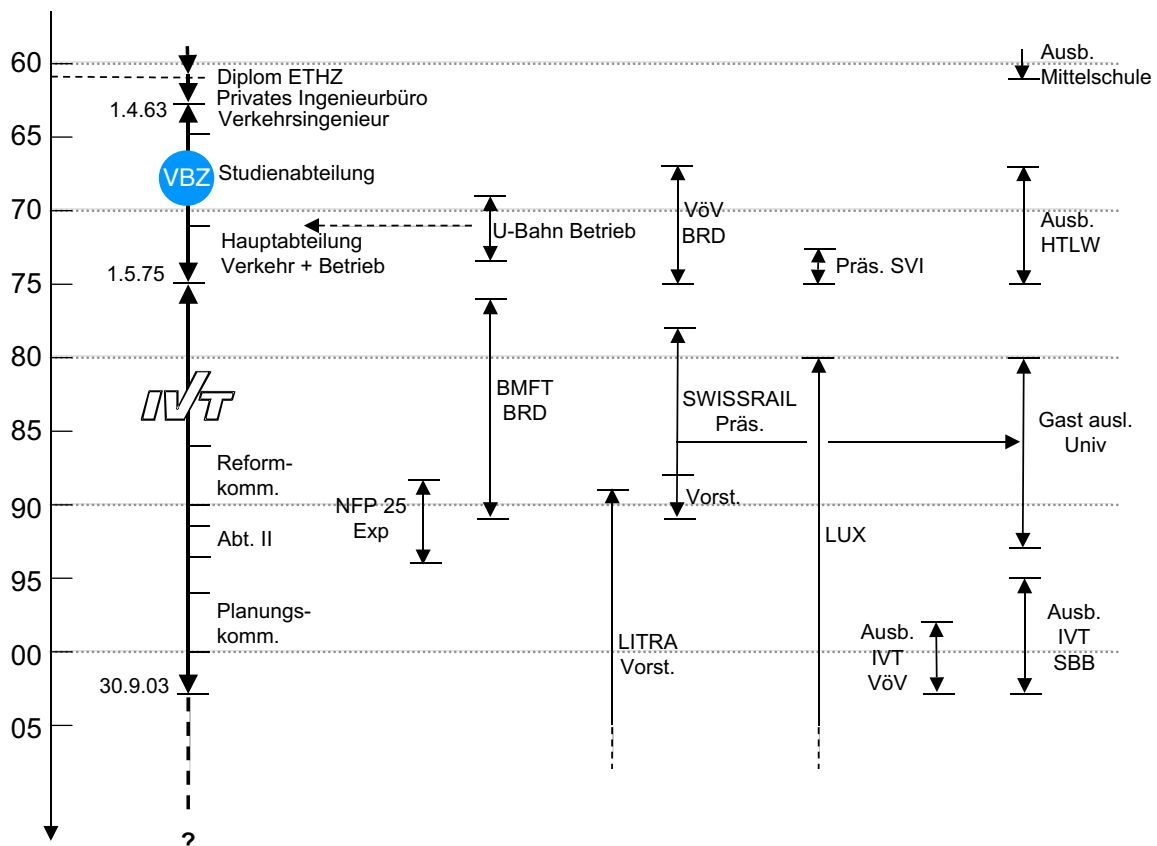 60
65
70
75
80
85
90
95
00
05
Diplom ETHZ
Privates Ingenieurbüro
1.4.63
Verkehrsingenieur
VBZ
Studienabteilung
Hauptabteilung
Verkehr + Betrieb
1.5.75
IVT
Reform-
komm.
Abt. II
Planungs-
komm.
30.9.03
?
NFP 25
Exp
U-Bahn Betrieb
BMFT
BRD
LITRA
Vorst.
VöV
BRD
SWISSRAIL
Präs.
Vorst.
Präs. SVI
LUX
Ausb.
IVT
VöV
Ausb.
Mittelschule
Ausb.
HTLW
Gast ausl.
Univ
Ausb.
IVT
SBB